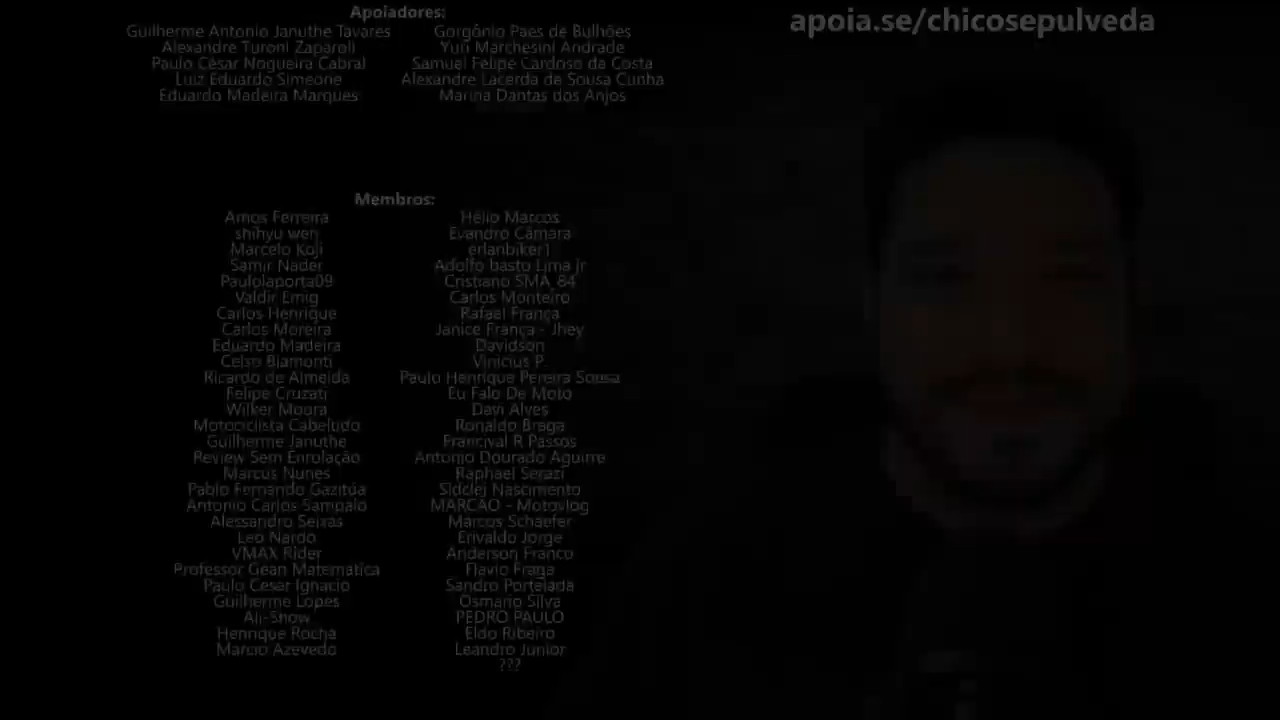 Apoiadores:
Guilherme Antonio Januthe Tavares
Alexandre Turoni Zaparoli
Paulo César Nogueira Cabral
Luiz Eduardo Simeone
Eduardo Madeira Marques
Gorgônio Paes de Bulhões
Yuri Marchesini Andrade
Samuel Felipe Cardoso da Costa
Alexandre Lacerda de Sousa Cunha
Marina Dantas dos Anjos
apoia.se/chicosepulveda
Membros:
Amos Ferreira
shihyu wen
Marcelo Koji
Samir Nader
Paulolaporta09
Valdir Emig
Carlos Henrique
Carlos Moreira
Eduardo Madeira
Celso Biamonti
Ricardo de Almeida
Felipe Cruzati
Wilker Moura
Motociclista Cabeludo
Guilherme Januthe
Review Sem Enrolação
Marcus Nunes
Pablo Fernando Gazitúa
Antonio Carlos Sampaio
Alessandro Seixas
Leo Nardo
VMAX Rider
Professor Gean Matematica
Paulo Cesar Ignacio
Guilherme Lopes
Ali-Snow
Henrique Rocha
Marcio Azevedo
Hélio Marcos
Evandro Câmara
erlanbiker1
Adolfo basto Lima jr
Cristiano SMA_84
Carlos Monteiro
Rafael França
Janice França - Jhey
Davidson
Vinicius P.
Paulo Henrique Pereira Sousa
Eu Falo De Moto
Davi Alves
Ronaldo Braga
Francival R Passos
Antonio Dourado Aguirre
Raphael Serazi
Sidclej Nascimento
MARCAO - Motovlog
Marcos Schaefer
Erivaldo Jorge
Anderson Franco
Flavio Fraga
Sandro Portelada
Osmano Silva
PEDRO PAULO
Eldo Ribeiro
Leandro Junior
???